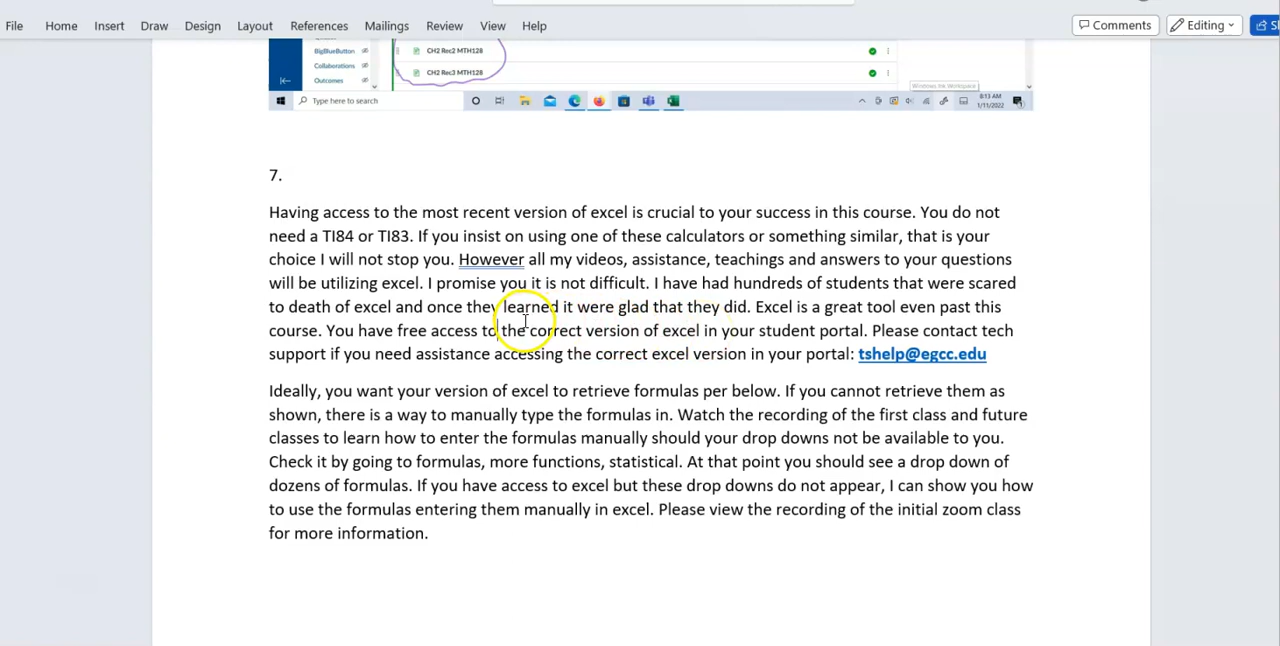 File Home Insert Draw Design Layout References Mailings Review View Help Comments Editing
BigBlueButton CH2 Rec2 MTH128
Collaborations
Outcomes CH2 Rec3 MTH128
Windows Ink Workspace
Type here to search
8:13 AM
1/11/2022
7.
Having access to the most recent version of excel is crucial to your success in this course. You do not
need a TI84 or TI83. If you insist on using one of these calculators or something similar, that is your
choice I will not stop you. However all my videos, assistance, teachings and answers to your questions
will be utilizing excel. I promise you it is not difficult. I have had hundreds of students that were scared
to death of excel and once they learned it were glad that they did. Excel is a great tool even past this
course. You have free access to the correct version of excel in your student portal. Please contact tech
support if you need assistance accessing the correct excel version in your portal: tshelp@egcc.edu
Ideally, you want your version of excel to retrieve formulas per below. If you cannot retrieve them as
shown, there is a way to manually type the formulas in. Watch the recording of the first class and future
classes to learn how to enter the formulas manually should your drop downs not be available to you.
Check it by going to formulas, more functions, statistical. At that point you should see a drop down of
dozens of formulas. If you have access to excel but these drop downs do not appear, I can show you how
to use the formulas entering them manually in excel. Please view the recording of the initial zoom class
for more information.